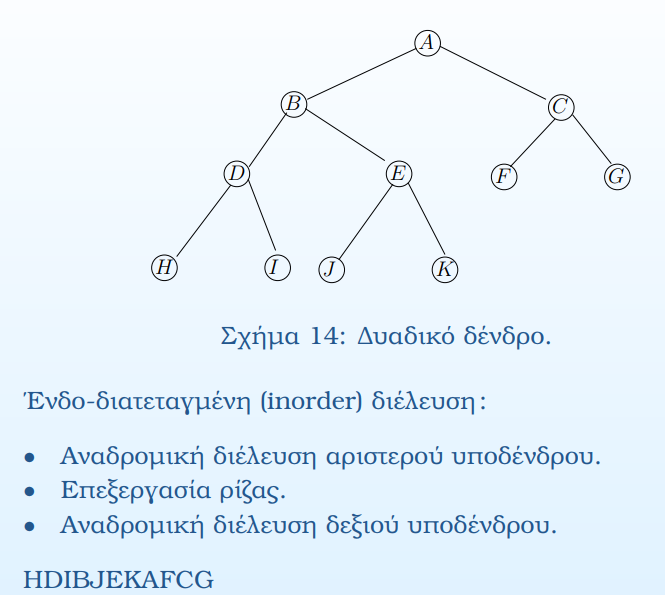 A
B
C
D
E
F
G
H
I
J
K
Σχήμα 14: Δυαδικό δένδρο.
Ένδο-διατεταγμένη (inorder) διέλευση:
• Αναδρομική διέλευση αριστερού υποδένδρου.
• Επεξεργασία ρίζας.
• Αναδρομική διέλευση δεξιού υποδένδρου.
HDIBJEKAFCG